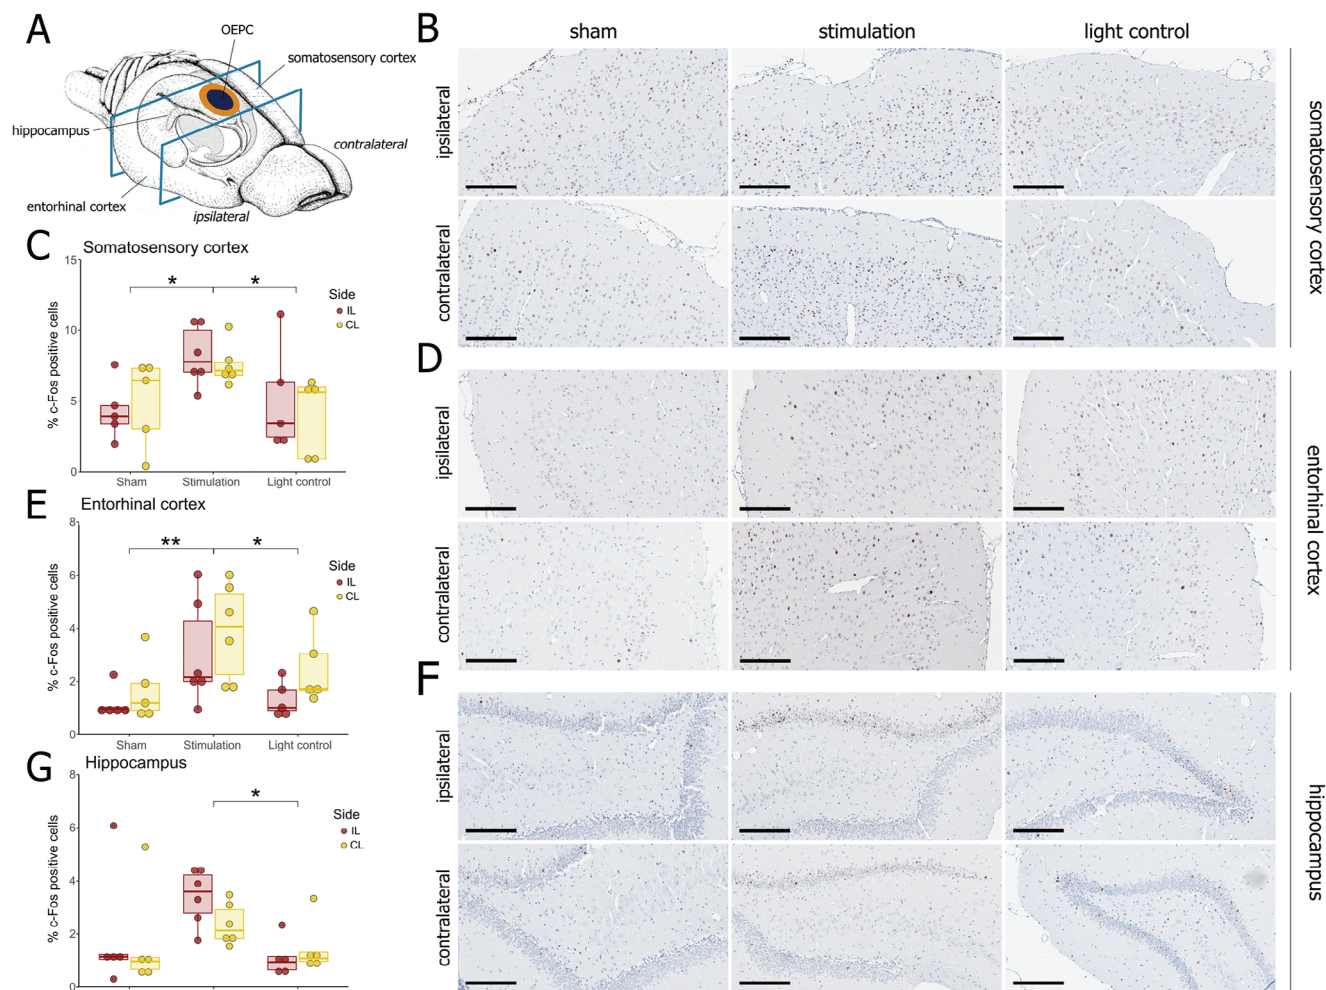 A
OEPC
somatosensory cortex
hippocampus
contralateral
entorhinal cortex
ipsilateral
B
sham
stimulation
light control
ipsilateral
contralateral
somatosensory cortex
C
Somatosensory cortex
15
10
5
0
% c-Fos positive cells
*
*
Side
IL
CL
Sham
Stimulation
Light control
D
ipsilateral
contralateral
entorhinal cortex
E
Entorhinal cortex
8
6
4
2
0
% c-Fos positive cells
**
*
Side
IL
CL
Sham
Stimulation
Light control
F
ipsilateral
contralateral
hippocampus
G
Hippocampus
8
6
4
2
0
% c-Fos positive cells
*
Side
IL
CL